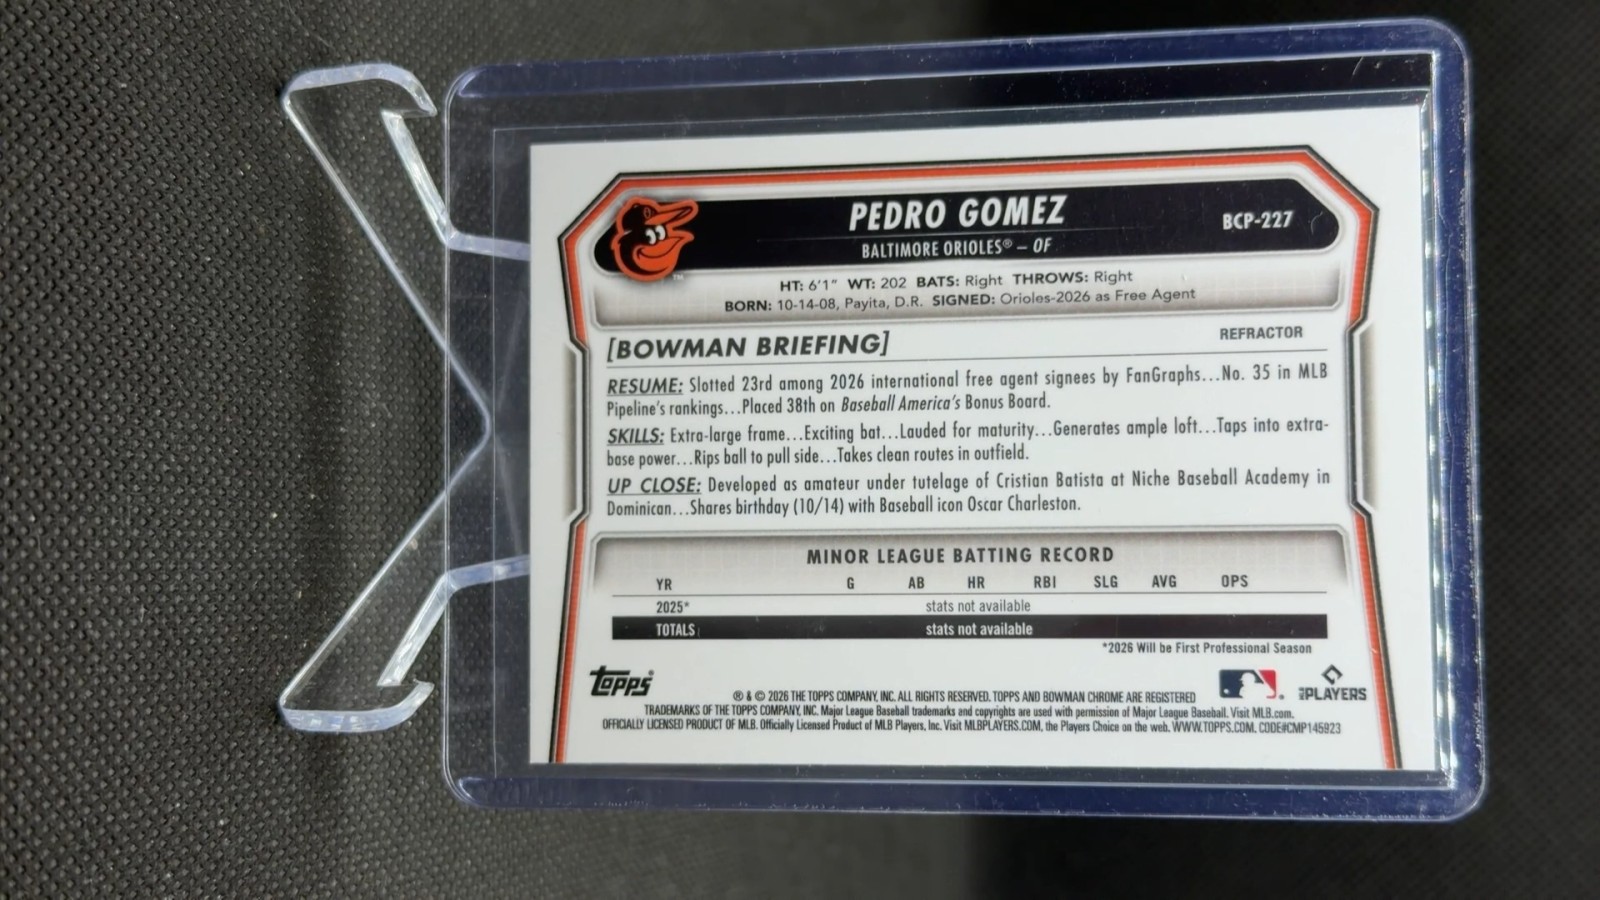 PEDRO GOMEZ
BCP-227
BALTIMORE ORIOLES® – OF
TM
HT: 6'1" WT: 202 BATS: Right THROWS: Right
BORN: 10-14-08, Payita, D.R. SIGNED: Orioles-2026 as Free Agent
[BOWMAN BRIEFING]
REFRACTOR
RESUME: Slotted 23rd among 2026 international free agent signees by FanGraphs...No. 35 in MLB
Pipeline's rankings...Placed 38th on Baseball America's Bonus Board.
SKILLS: Extra-large frame...Exciting bat...Lauded for maturity...Generates ample loft...Taps into extra-
base power...Rips ball to pull side...Takes clean routes in outfield.
UP CLOSE: Developed as amateur under tutelage of Cristian Batista at Niche Baseball Academy in
Dominican...Shares birthday (10/14) with Baseball icon Oscar Charleston.
MINOR LEAGUE BATTING RECORD
YR G AB HR RBI SLG AVG OPS
2025* stats not available
TOTALS stats not available
*2026 Will be First Professional Season
Topps®
MLB PLAYERS
® & © 2026 THE TOPPS COMPANY, INC. ALL RIGHTS RESERVED. TOPPS AND BOWMAN CHROME ARE REGISTERED
TRADEMARKS OF THE TOPPS COMPANY, INC. Major League Baseball trademarks and copyrights are used with permission of Major League Baseball. Visit MLB.com.
OFFICIALLY LICENSED PRODUCT OF MLB. Officially Licensed Product of MLB Players, Inc. Visit MLBPLAYERS.COM, the Players Choice on the web. WWW.TOPPS.COM. CODE#CMP145923